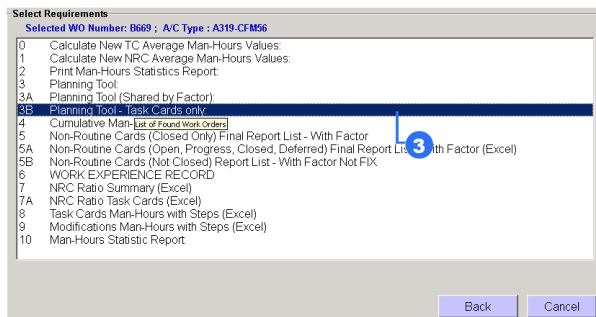 Select Requirements
Selected WO Number: B669 ; A/C Type : A319-CFM56
0 Calculate New TC Average Man-Hours Values:
1 Calculate New NRC Average Man-Hours Values:
2 Print Man-Hours Statistics Report:
3 Planning Tool:
3A Planning Tool (Shared by Factor):
3B Planning Tool - Task Cards only:
4 Cumulative Man- List of Found Work Orders
5 Non-Routine Cards (Closed Only) Final Report List - With Factor
5A Non-Routine Cards (Open, Progress, Closed, Deferred) Final Report Lis 3 ith Factor (Excel)
5B Non-Routine Cards (Not Closed) Report List - With Factor Not FIX
6 WORK EXPERIENCE RECORD
7 NRC Ratio Summary (Excel)
7A NRC Ratio Task Cards (Excel)
8 Task Cards Man-Hours with Steps (Excel)
9 Modifications Man-Hours with Steps (Excel)
10 Man-Hours Statistic Report
Back Cancel